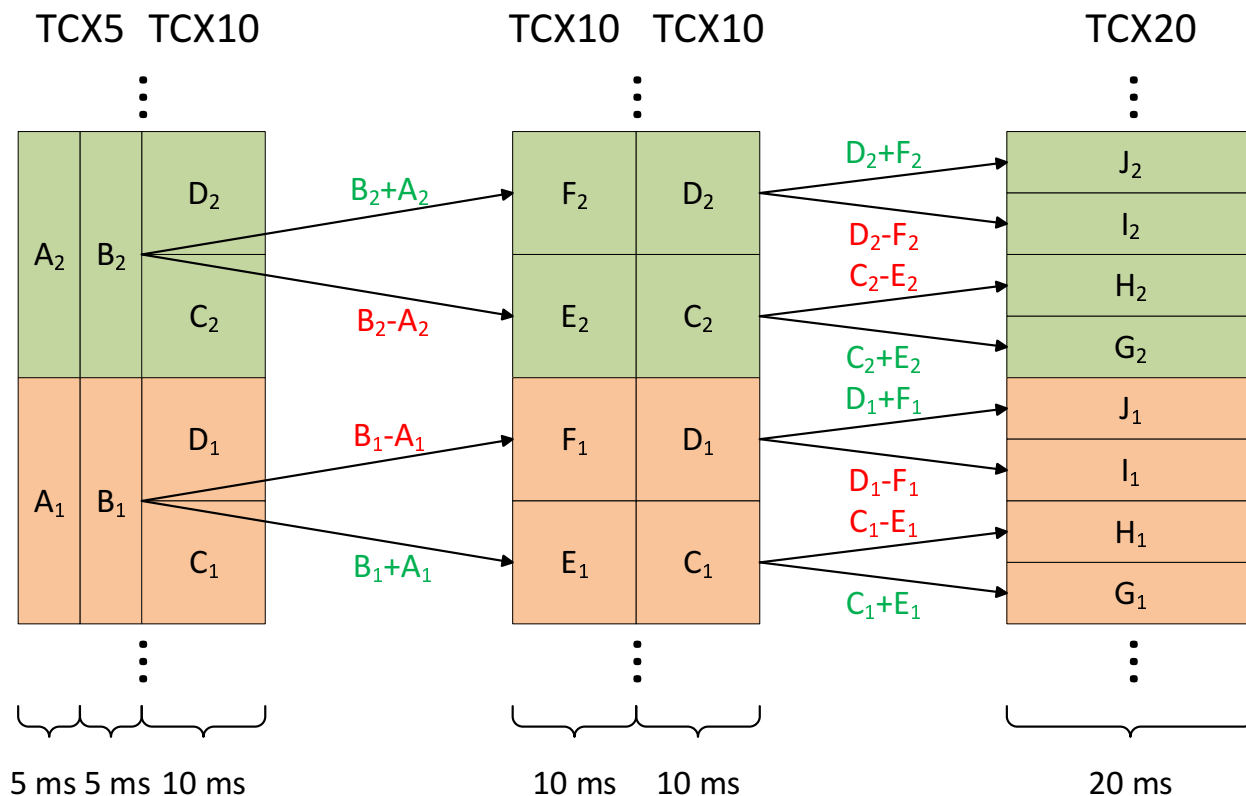 TCX5 TCX10 TCX10 TCX10 TCX20
D₂+F₂
J₂
D₂ B₂+A₂ F₂ D₂
I₂
D₂-F₂
A₂ B₂
C₂-E₂
H₂
C₂ B₂-A₂ E₂ C₂
G₂
C₂+E₂
D₁+F₁
J₁
D₁ B₁-A₁ F₁ D₁
I₁
D₁-F₁
A₁ B₁
C₁-E₁
H₁
C₁ B₁+A₁ E₁ C₁
G₁
C₁+E₁
5 ms 5 ms 10 ms 10 ms 10 ms 20 ms